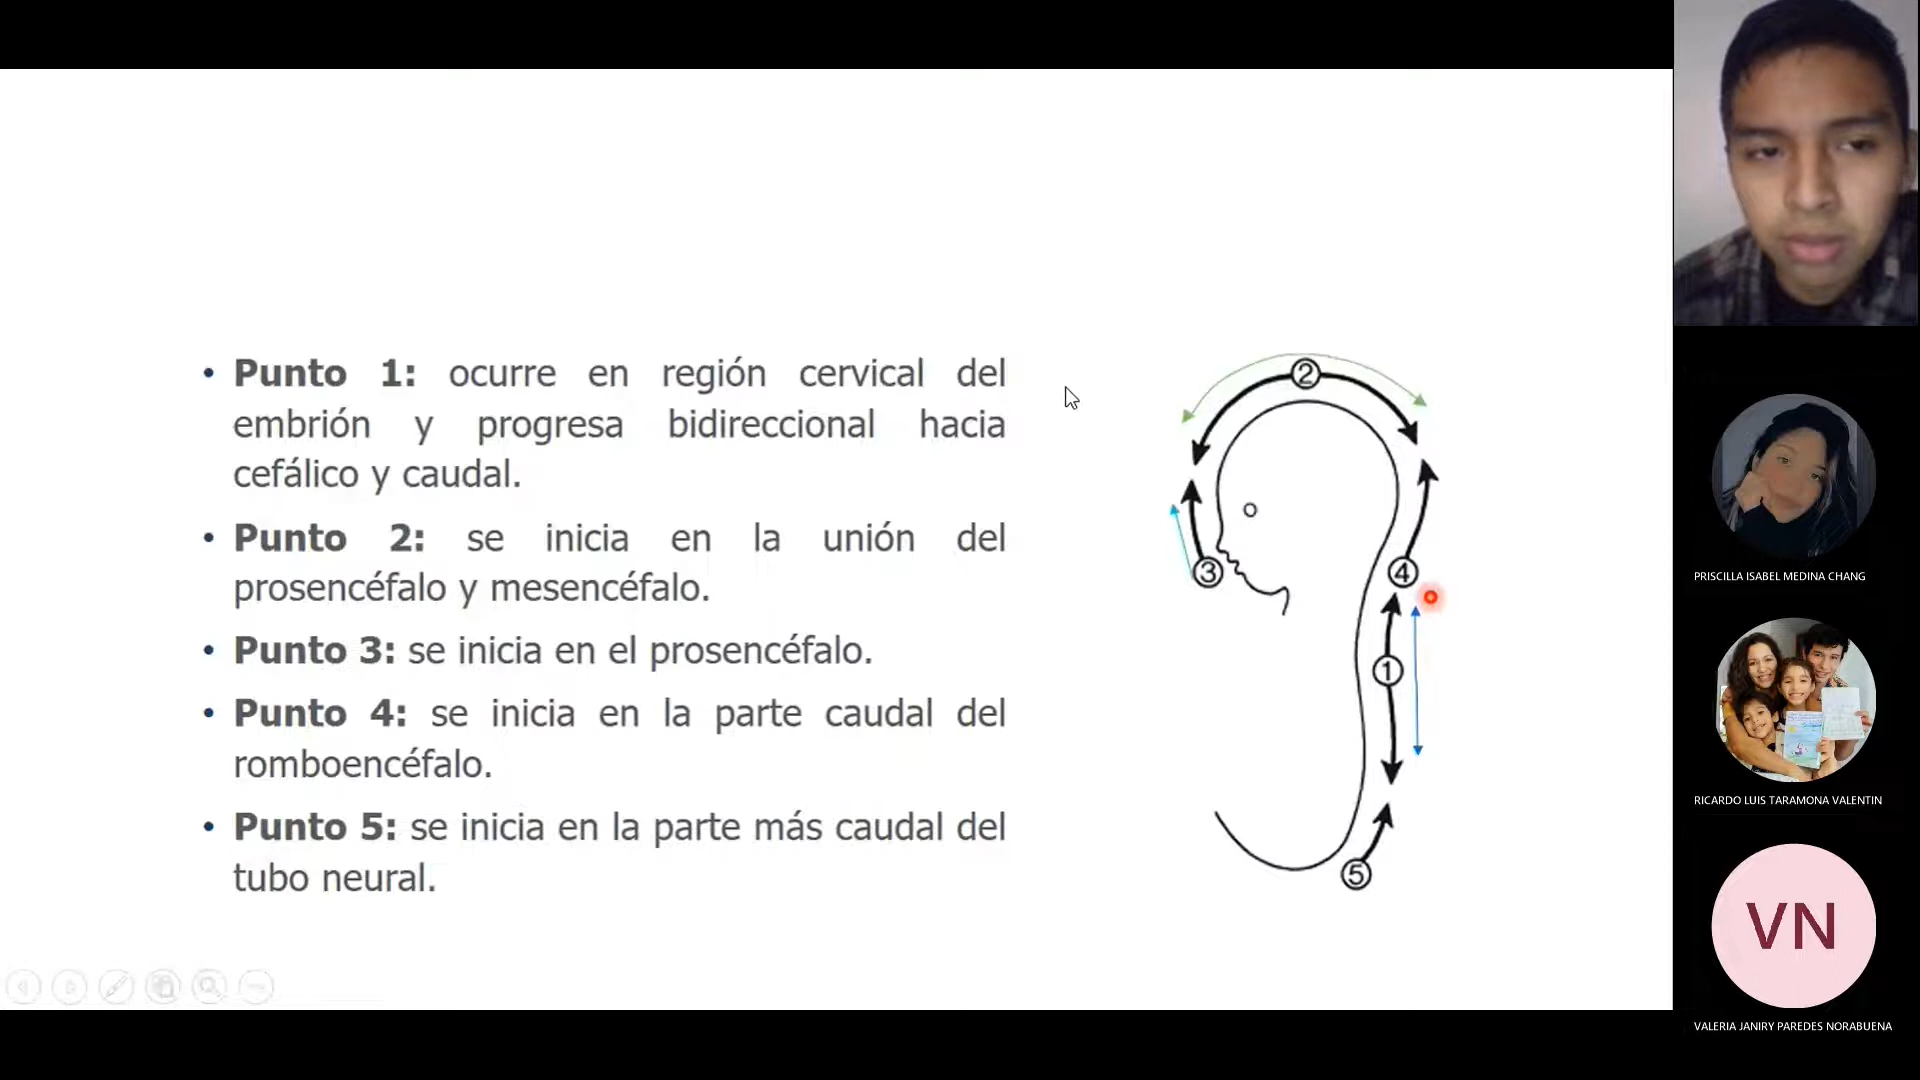 • Punto 1: ocurre en región cervical del
embrión y progresa bidireccional hacia
cefálico y caudal.
• Punto 2: se inicia en la unión del
prosencéfalo y mesencéfalo.
• Punto 3: se inicia en el prosencéfalo.
• Punto 4: se inicia en la parte caudal del
romboencéfalo.
• Punto 5: se inicia en la parte más caudal del
tubo neural.
2
3
4
1
5
PRISCILLA ISABEL MEDINA CHANG
RICARDO LUIS TARAMONA VALENTIN
VN
VALERIA JANIRY PAREDES NORABUENA